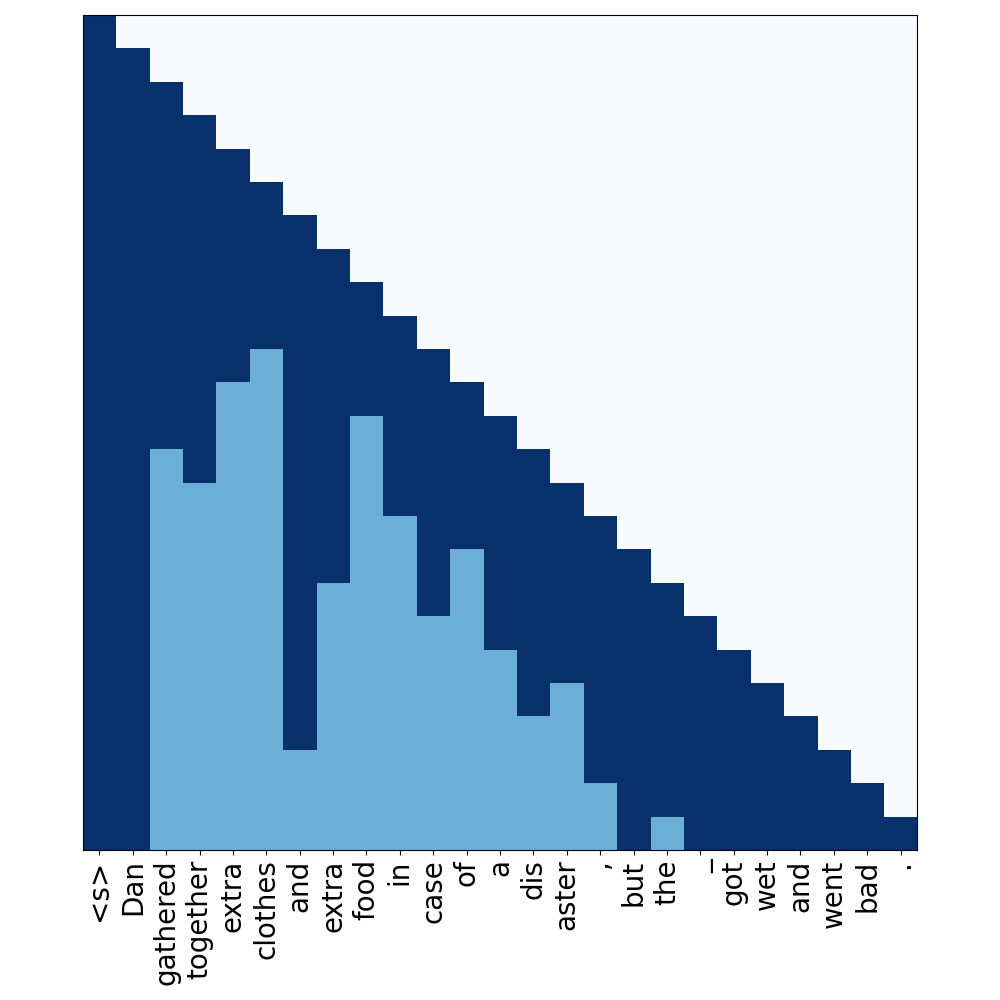 <s>
Dan
gathered
together
extra
clothes
and
extra
food
in
case
of
a
dis
aster
,
but
the
_
got
wet
and
went
bad
.